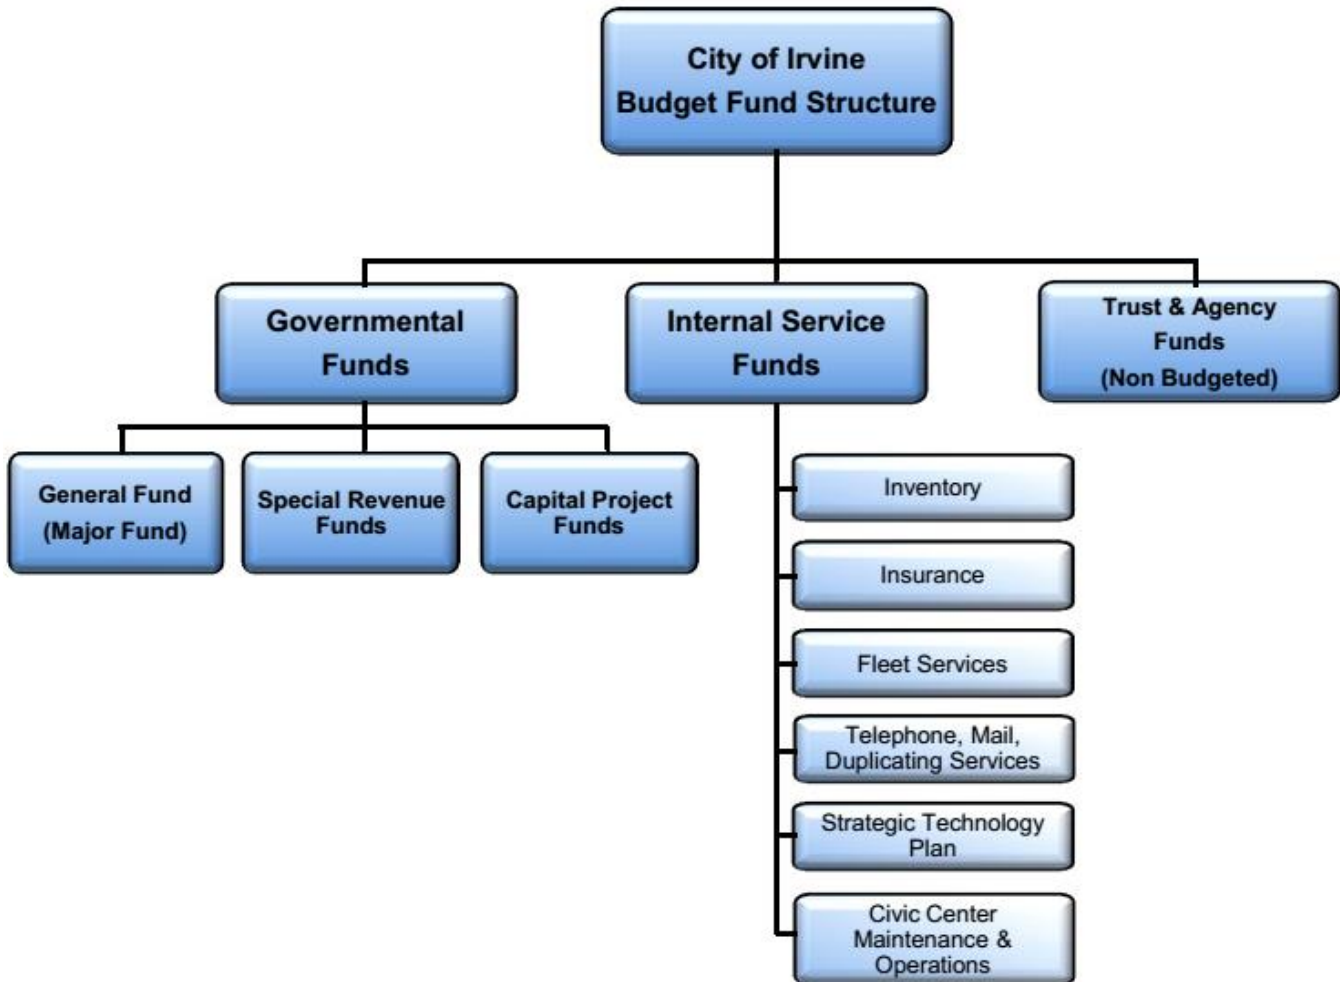 City of Irvine
Budget Fund Structure
Governmental
Funds
Internal Service
Funds
Trust & Agency
Funds
(Non Budgeted)
General Fund
(Major Fund)
Special Revenue
Funds
Capital Project
Funds
Inventory
Insurance
Fleet Services
Telephone, Mail,
Duplicating Services
Strategic Technology
Plan
Civic Center
Maintenance &
Operations